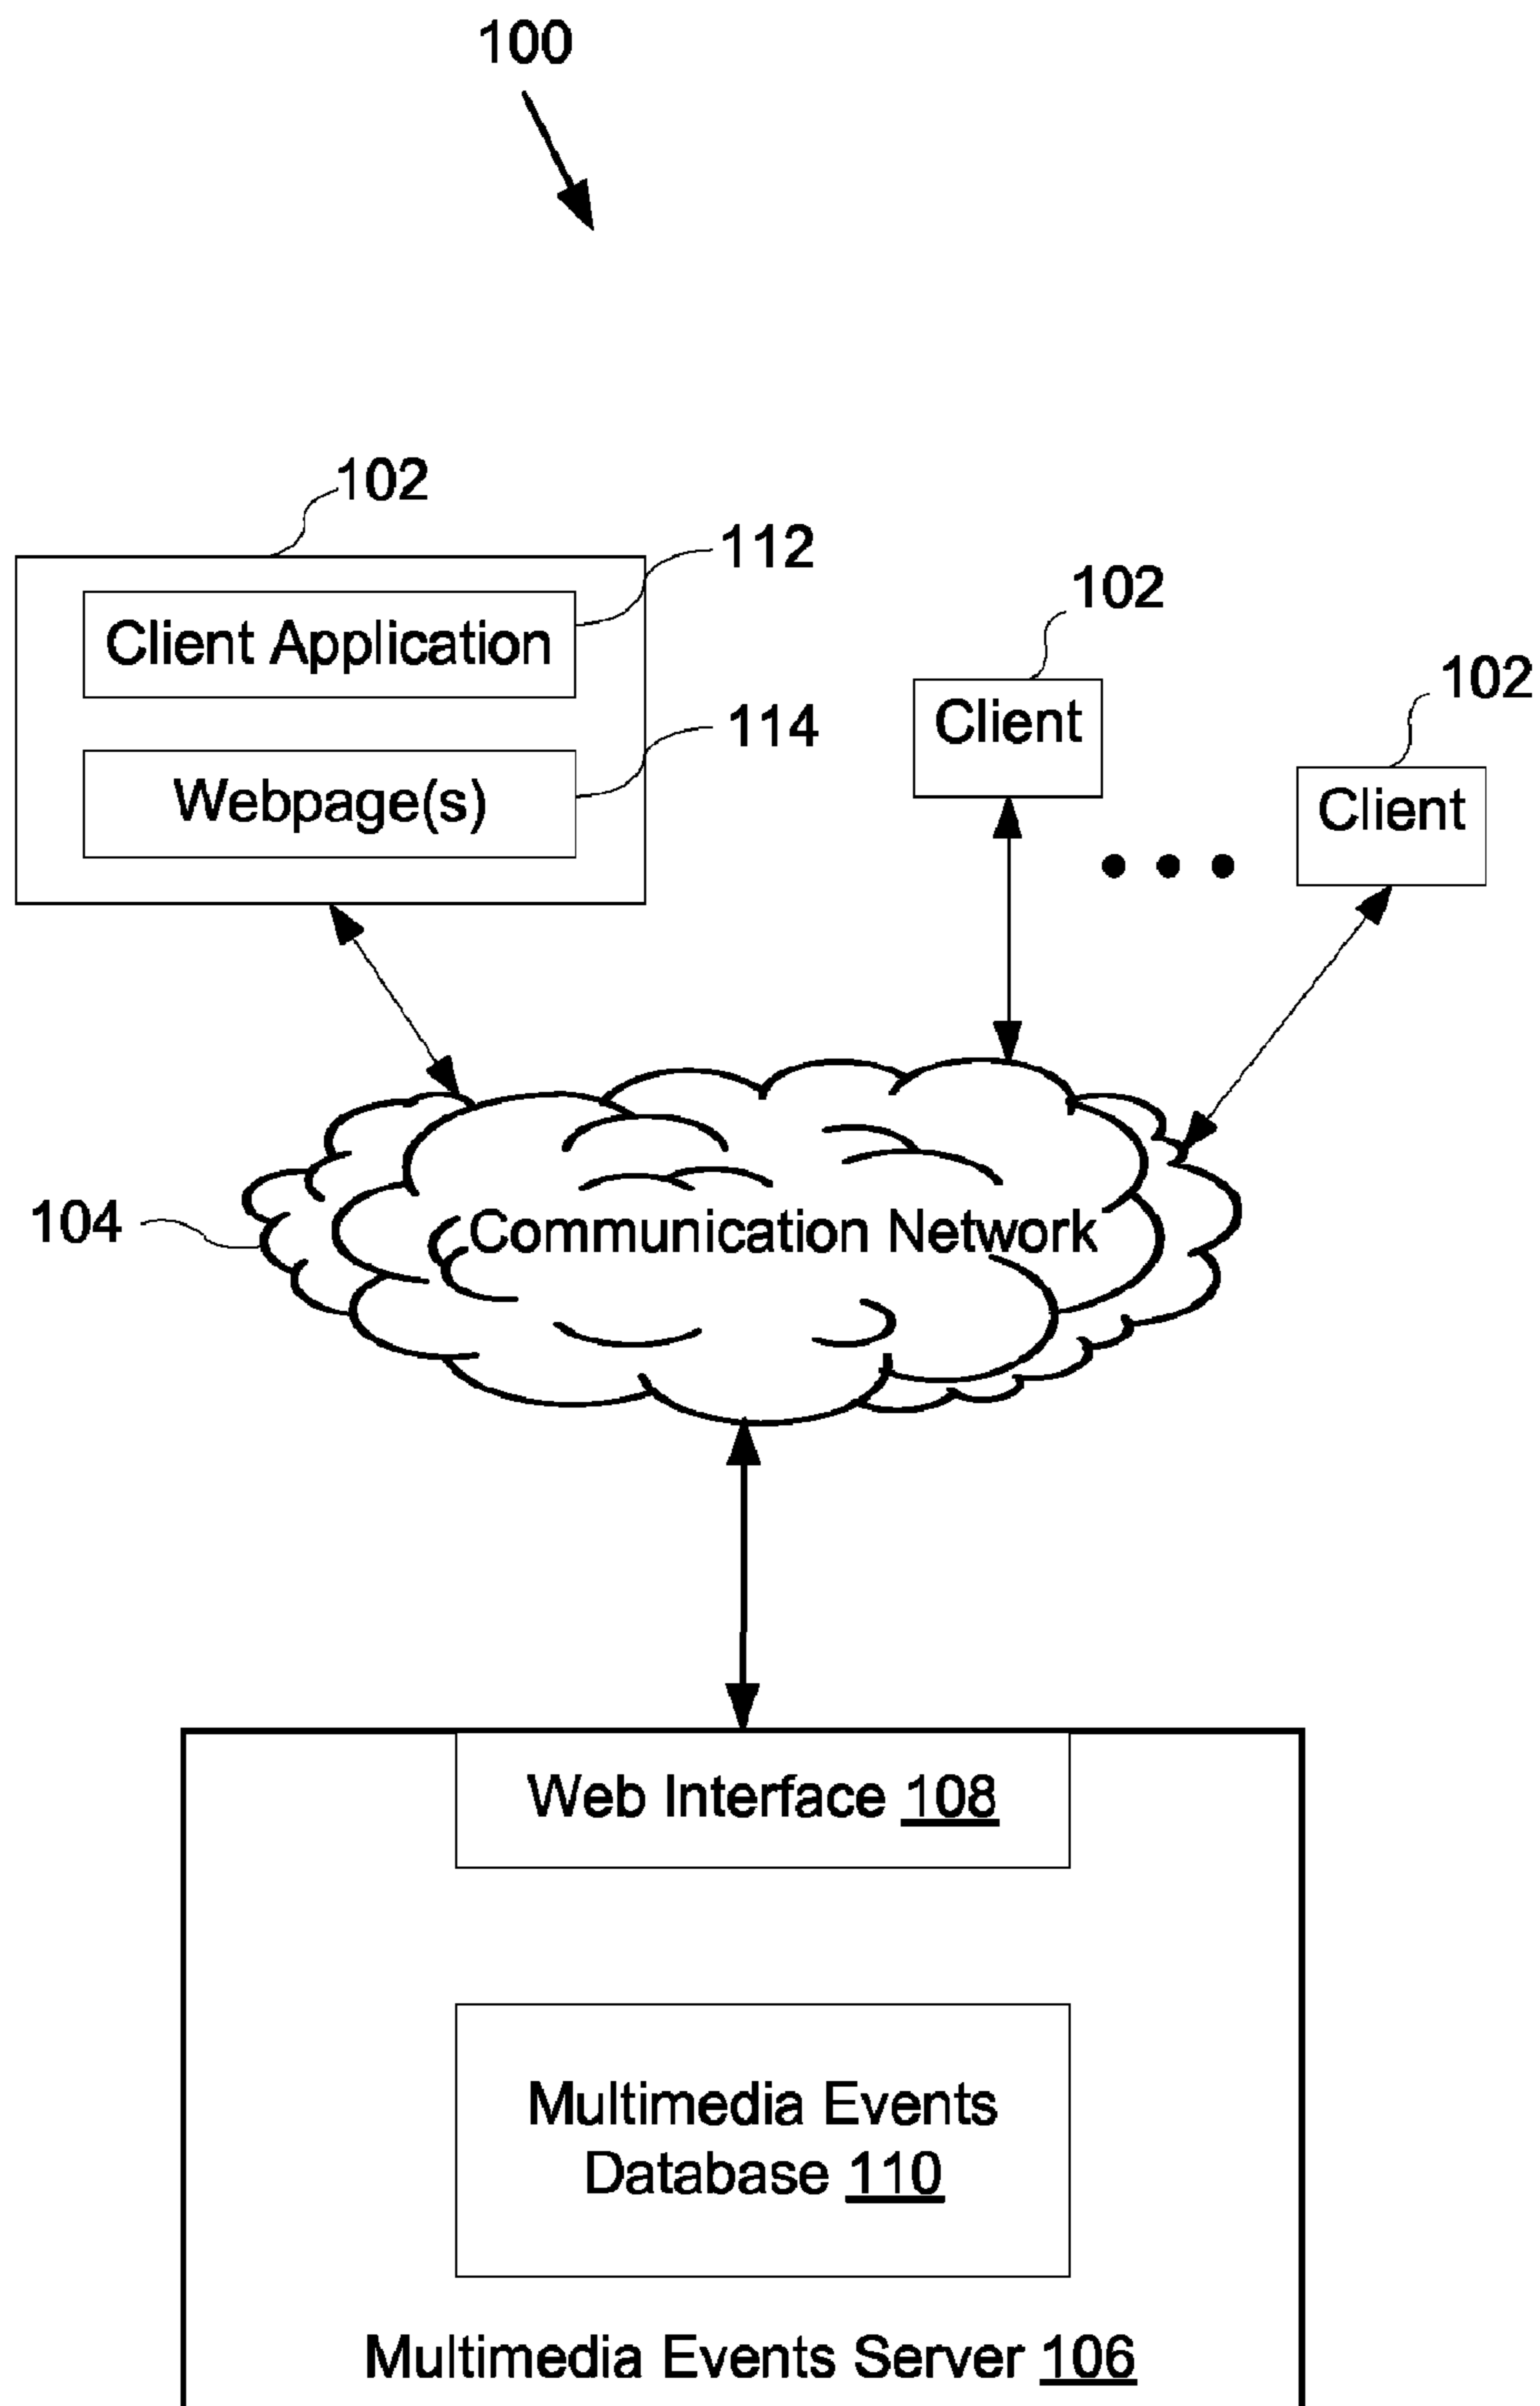 100
102
112
Client Application
102
102
114
Client
Webpage(s)
Client
104
Communication Network
Web Interface 108
Multimedia Events
Database 110
Multimedia Events Server 106